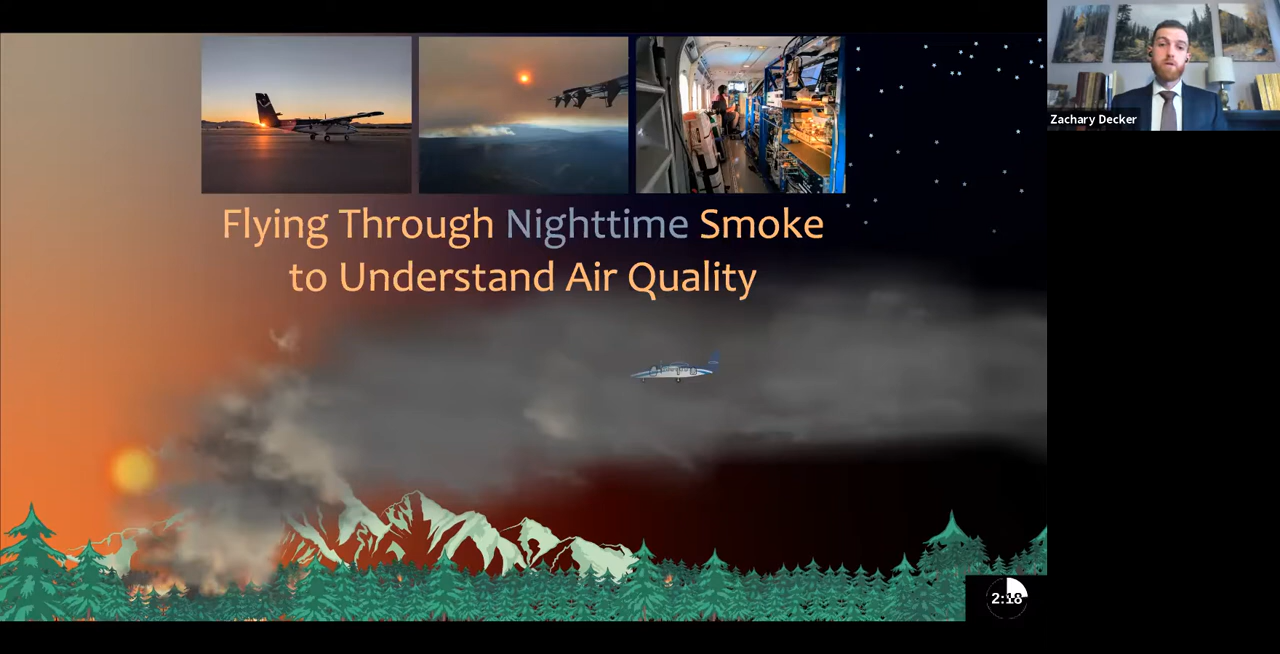 Zachary Decker
Flying Through Nighttime Smoke
to Understand Air Quality
2:18